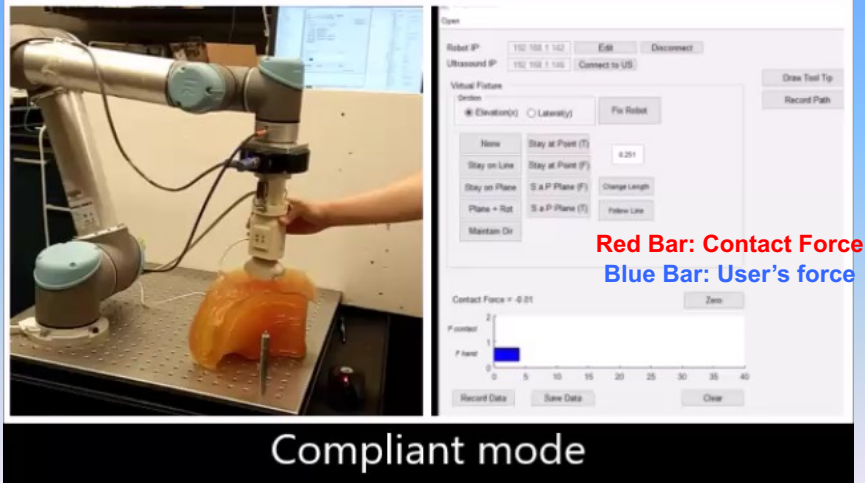 Open
Robot IP 192.168.1.142 Edit Disconnect
Ultrasound IP 192.168.1.146 Connect to US
Draw Tool Tip
Virtual Fixture
Record Path
Direction
Elevation(x) Lateral(y) Fix Robot
None Stay at Point (T)
0.251
Stay on Line Stay at Point (F)
Stay on Plane S a P Plane (F) Change Length
Plane + Rot S a P Plane (T) Follow Line
Maintain Dir
Red Bar: Contact Force
Blue Bar: User's force
Contact Force = -0.01 Zero
2
F contact
1
F hand
0
0 5 10 15 20 25 30 35 40
Record Data Save Data Clear
Compliant mode